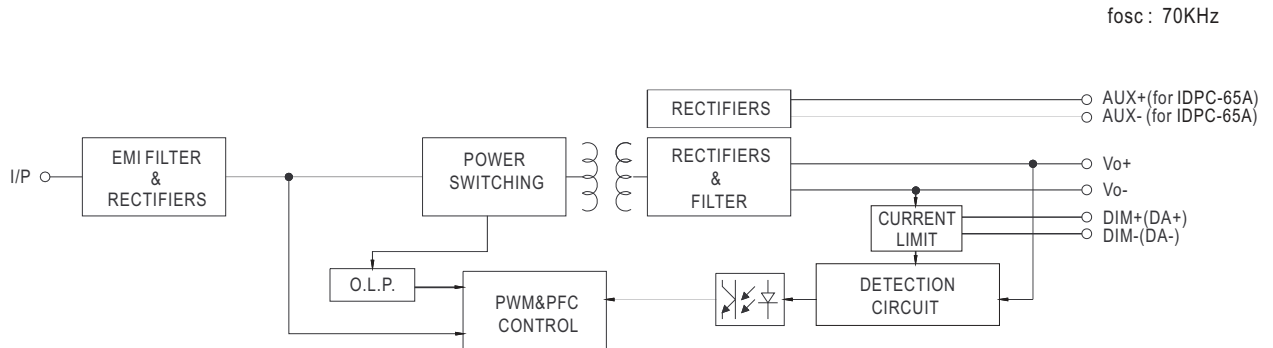 fosc : 70KHz
RECTIFIERS
AUX+(for IDPC-65A)
AUX- (for IDPC-65A)
I/P
EMI FILTER
&
RECTIFIERS
POWER
SWITCHING
RECTIFIERS
&
FILTER
Vo+
Vo-
CURRENT
LIMIT
DIM+(DA+)
DIM-(DA-)
O.L.P.
PWM&PFC
CONTROL
DETECTION
CIRCUIT